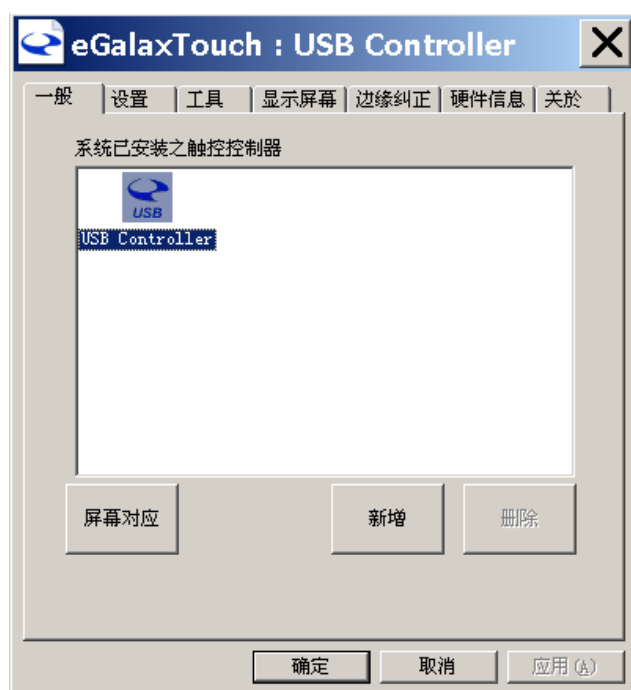 eGalaxTouch : USB Controller
一般 设置 工具 显示屏幕 边缘纠正 硬件信息 关於
系统已安装之触控控制器
USB
USB Controller
屏幕对应 新增 删除
确定 取消 应用(A)